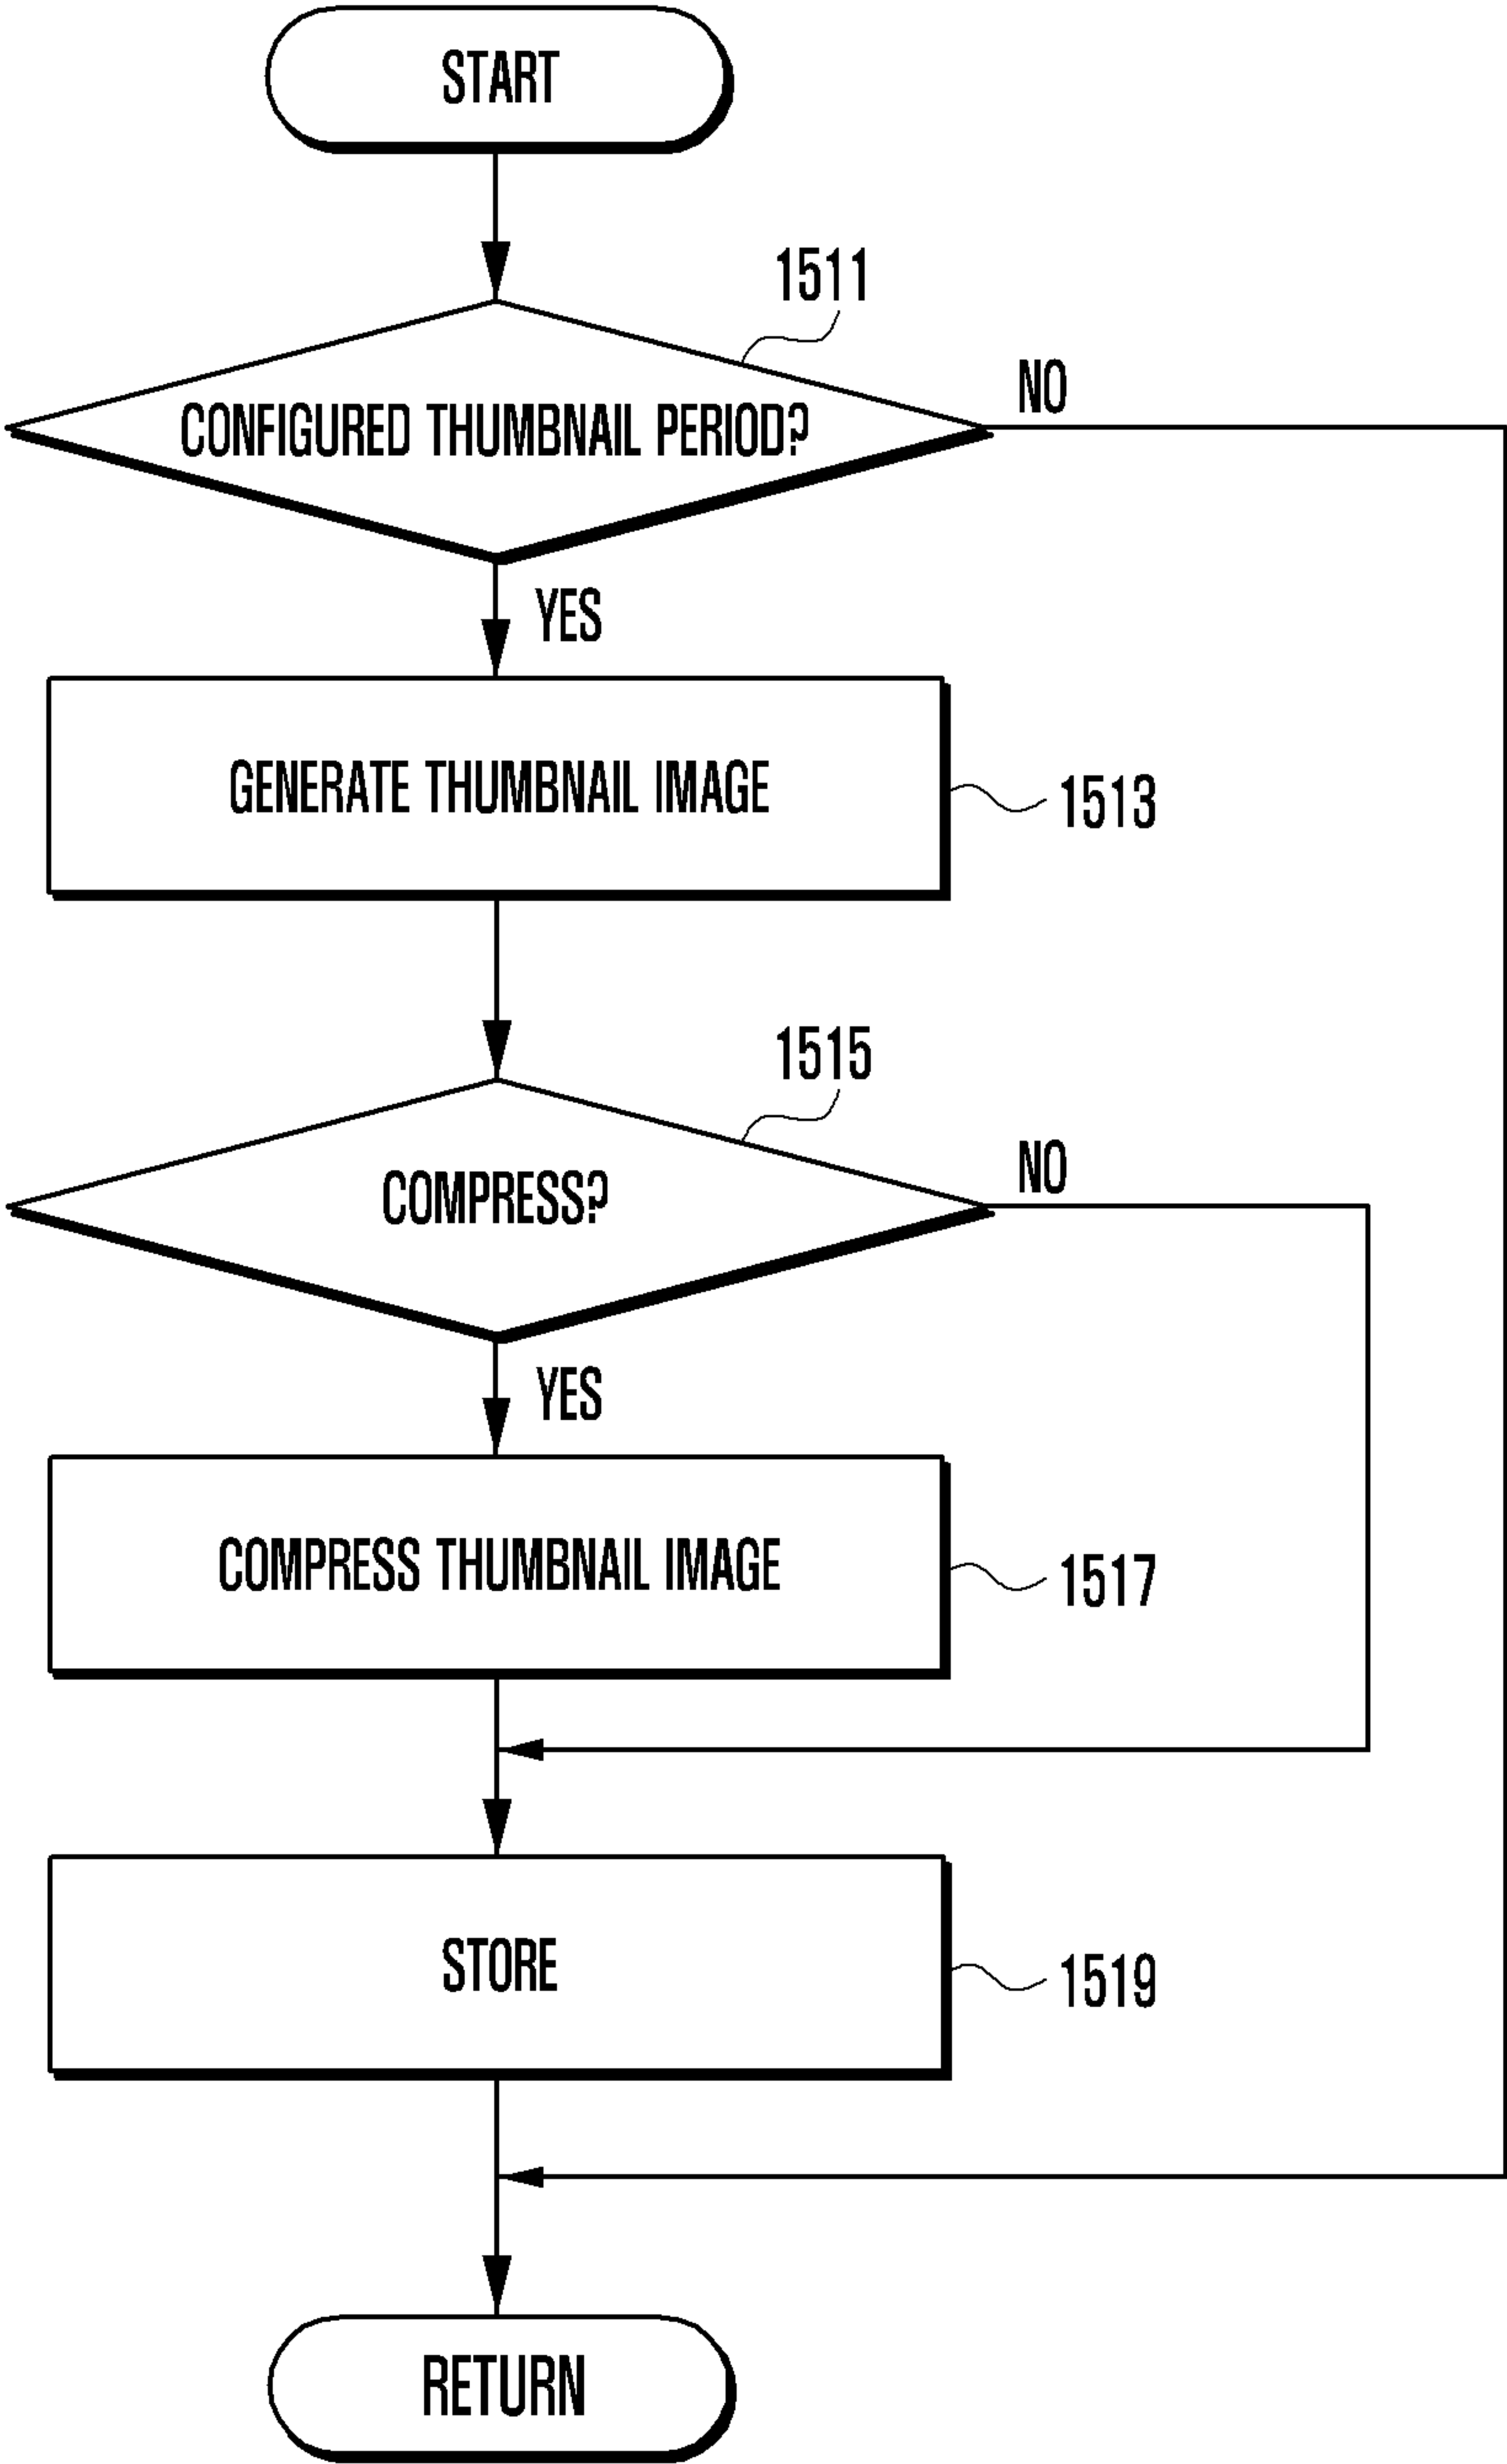 START
1511
NO
CONFIGURED THUMBNAIL PERIOD?
YES
GENERATE THUMBNAIL IMAGE
1513
1515
NO
COMPRESS?
YES
COMPRESS THUMBNAIL IMAGE
1517
STORE
1519
RETURN